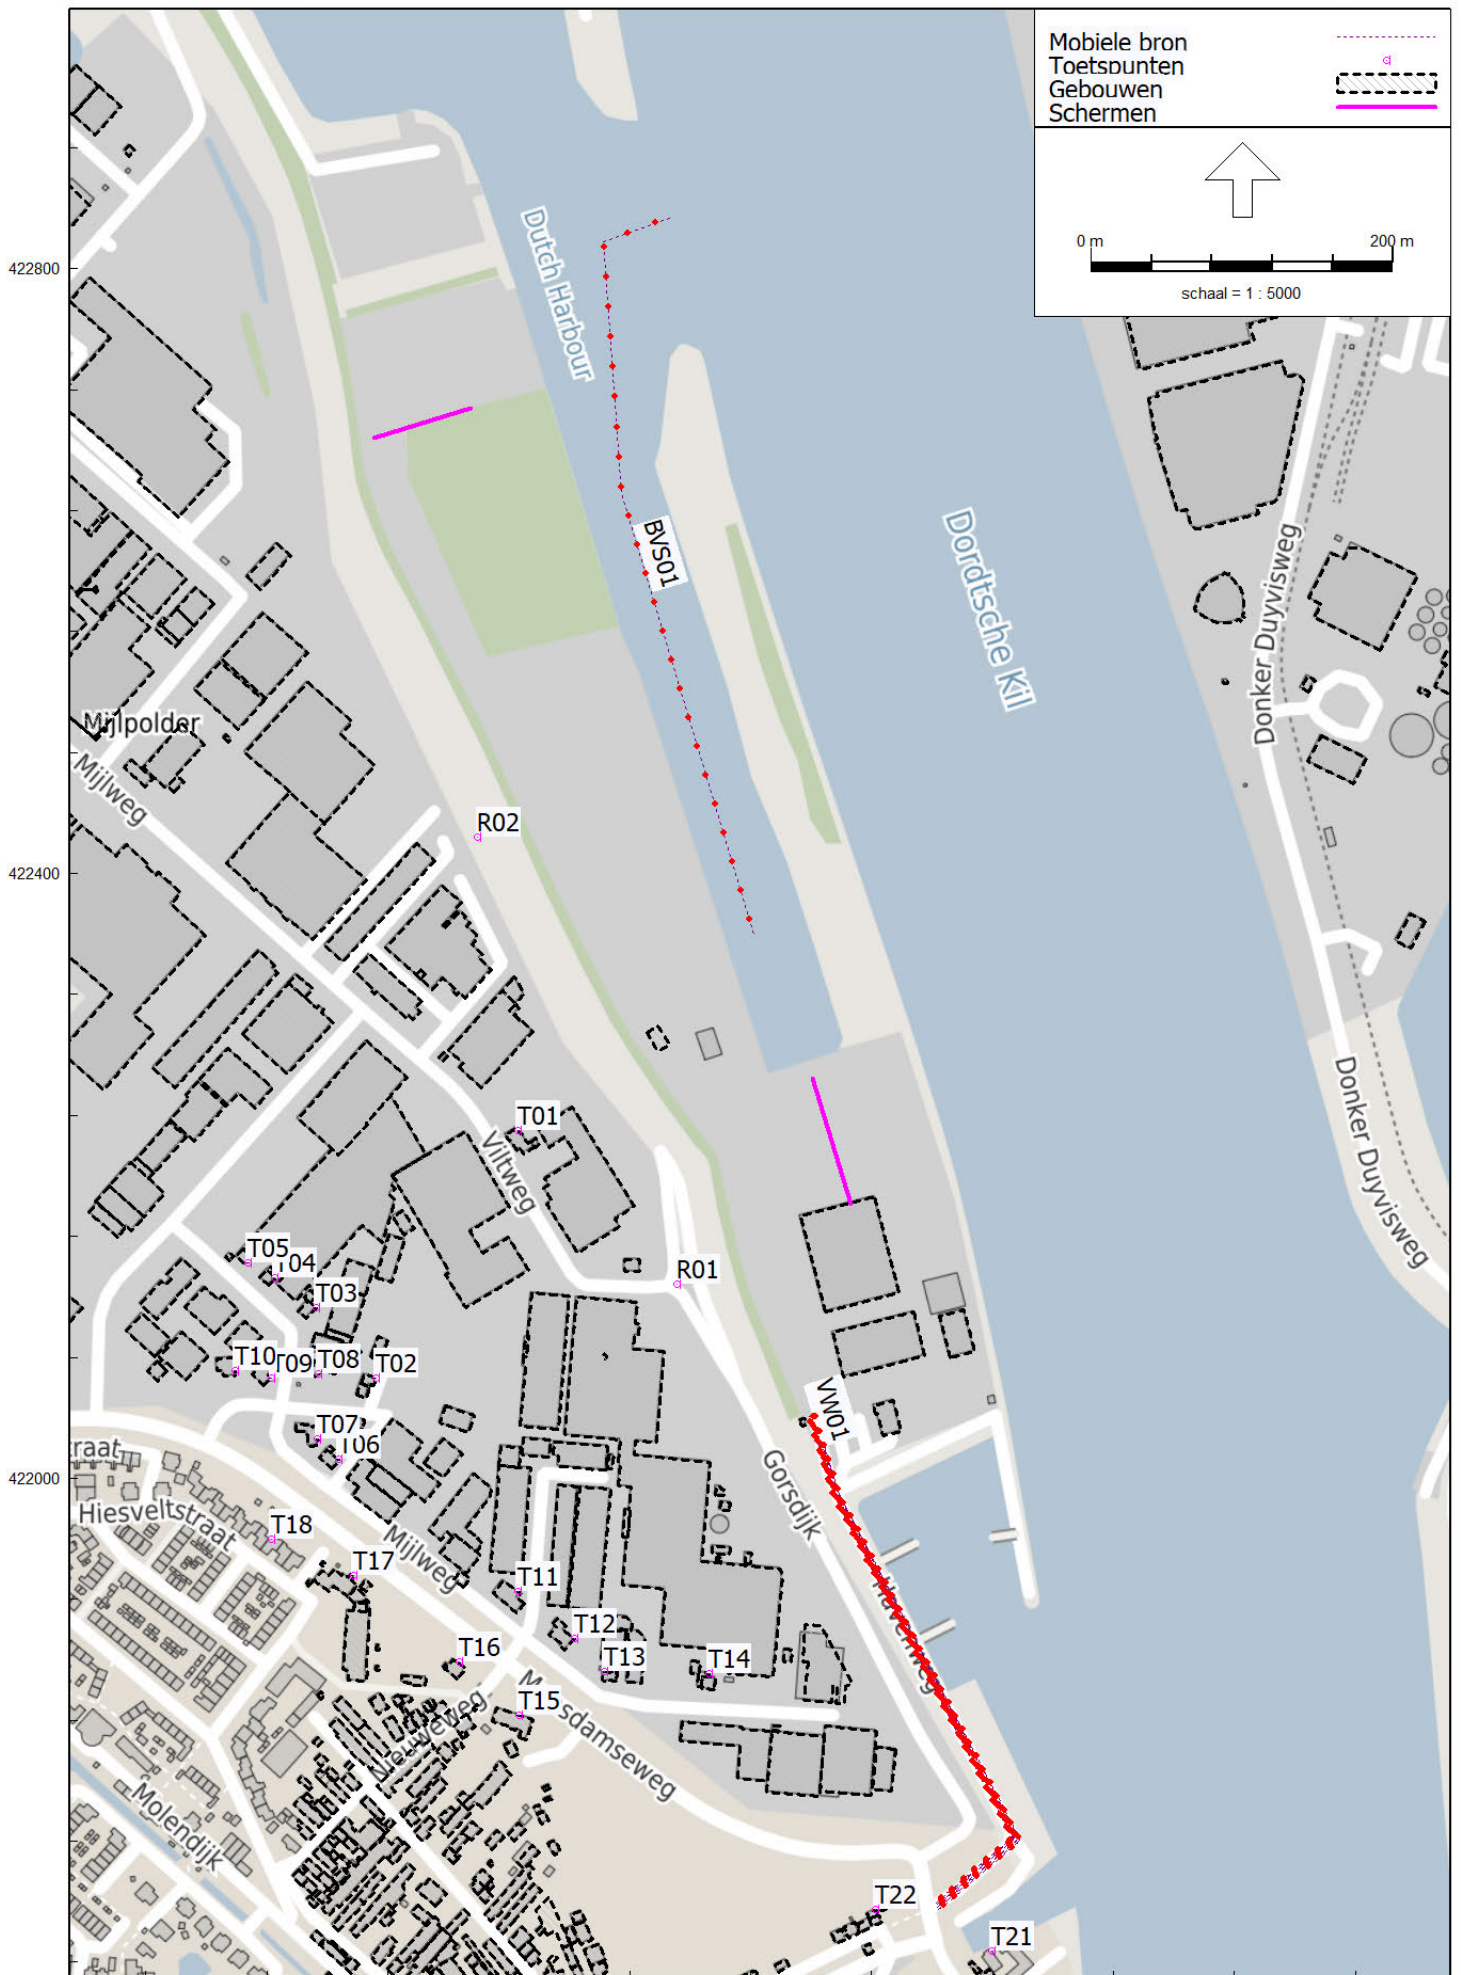 Mobiele bron
Toetspunten
Gebouwen
Schermen
0 m
200 m
schaal = 1 : 5000
422800
Dutch Harbour
BVS01
Dordtsche Kil
Donker Duyvisweg
Mijlpolder
Mijlweg
R02
422400
Donker Duyvisweg
T01
Viltweg
T05
T04
R01
T03
T10
T09
T08
T02
VW01
T07
T06
traat
422000
Gorsdijk
Hiesveltstraat
T18
Mijlweg
T17
T11
Havenweg
T12
T16
T13
T14
T15
Nieuweweg
Maasdamseweg
Molendijk
T22
T21